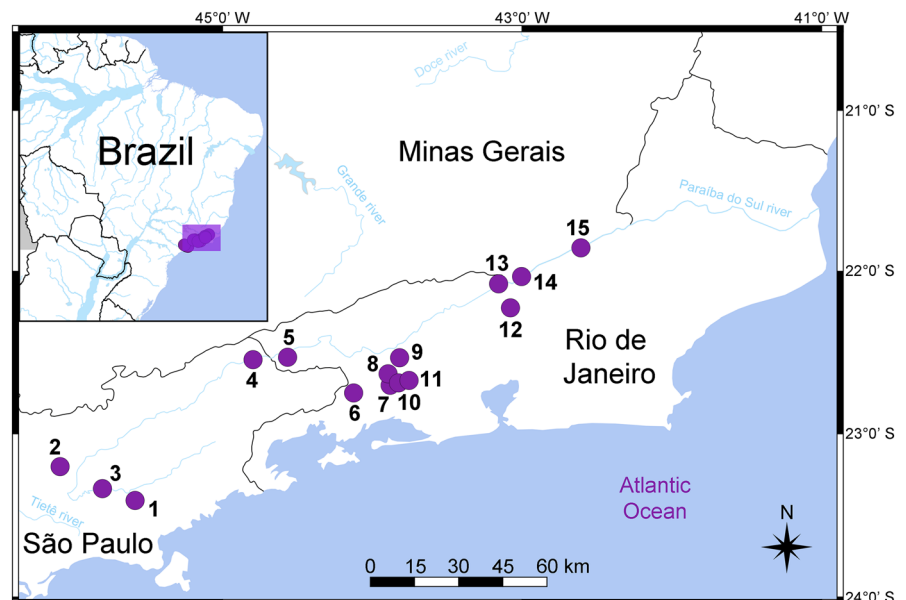 45°0' W
43°0' W
41°0' W
Doce river
21°0' S
Brazil
Minas Gerais
Grande river
Paraíba do Sul river
15
13
14
22°0' S
12
5
Rio de
Janeiro
9
8
4
11
7
10
6
23°0' S
2
3
1
Atlantic
Ocean
Tietê river
N
São Paulo
0 15 30 45 60 km
24°0' S